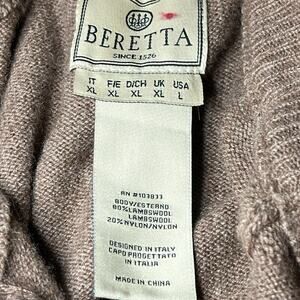 BERETTA
SINCE 1526
IT F/E D/CH UK USA
XL XL XL XL L
RN #103833
BODY/ESTERNO
80%LAMBSWOOL
LAMBSWOOL
20%NYLON/NYLON
DESIGNED IN ITALY
CAPO PROGETTATO
IN ITALIA
MADE IN CHINA